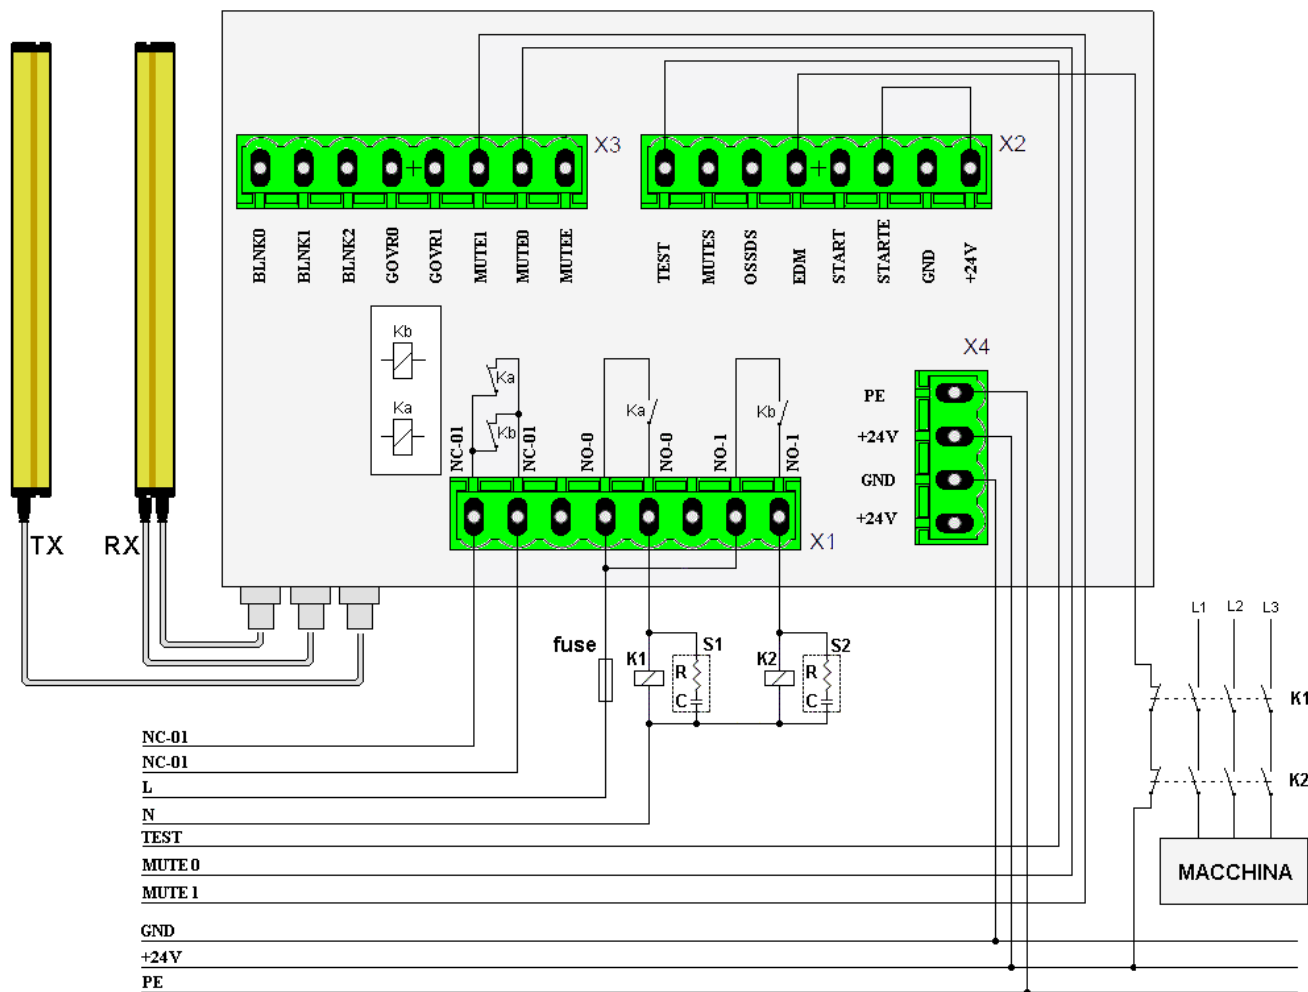 X3
X2
BLNK0
BLNK1
BLNK2
GOVR0
GOVR1
MUTE1
MUTE0
MUTEE
TEST
MUTES
OSSDS
EDM
START
STARTE
GND
+24V
Kb
Ka
Ka
Kb
Ka
Kb
NC-01
NC-01
NO-0
NO-0
NO-1
NO-1
X4
PE
+24V
GND
+24V
X1
TX
RX
fuse
K1
S1
R
C
K2
S2
R
C
L1
L2
L3
K1
K2
MACCHINA
NC-01
NC-01
L
N
TEST
MUTE 0
MUTE 1
GND
+24V
PE